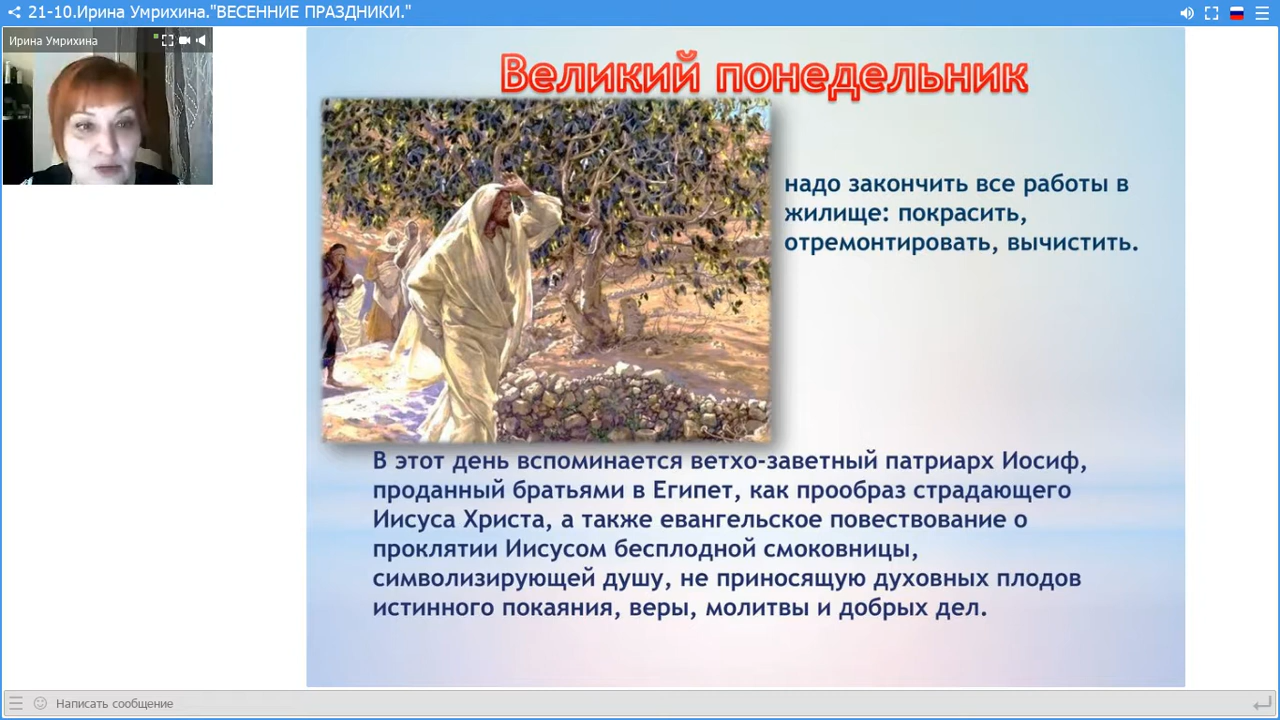 21-10.Ирина Умрихина."ВЕСЕННИЕ ПРАЗДНИКИ."
Ирина Умрихина
Великий понедельник
надо закончить все работы в
жилище: покрасить,
отремонтировать, вычистить.
В этот день вспоминается ветхо-заветный патриарх Иосиф,
проданный братьями в Египет, как прообраз страдающего
Иисуса Христа, а также евангельское повествование о
проклятии Иисусом бесплодной смоковницы,
символизирующей душу, не приносящую духовных плодов
истинного покаяния, веры, молитвы и добрых дел.
Написать сообщение